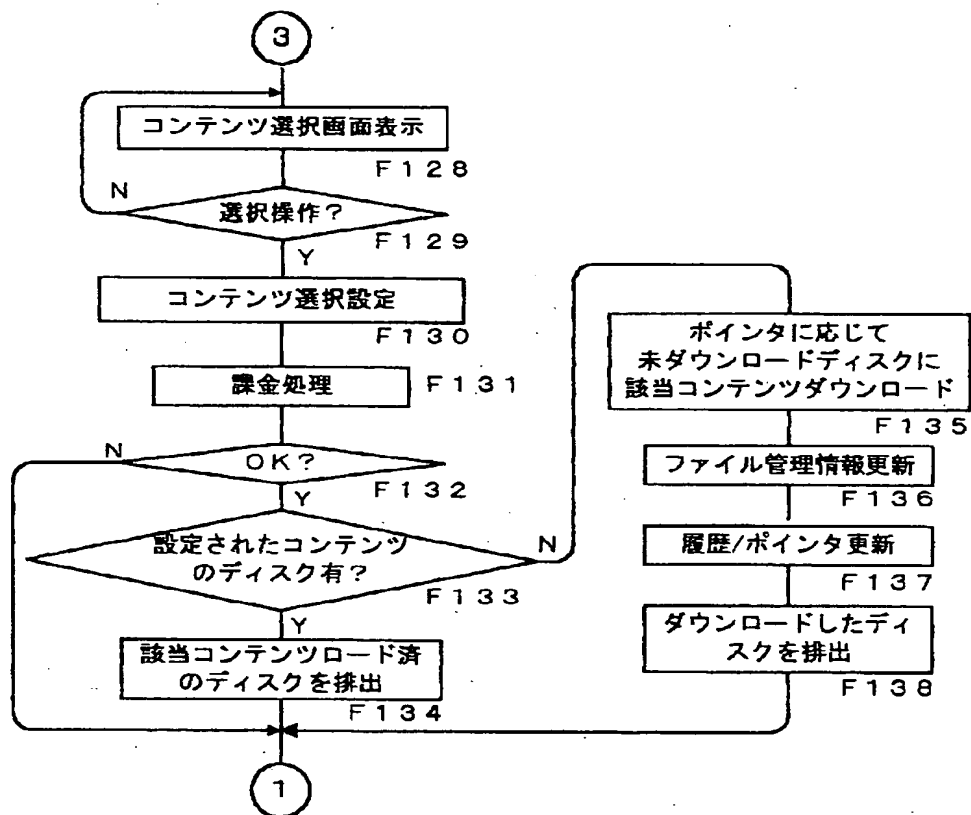 3
コンテンツ選択画面表示
F128
N
選択操作?
F129
Y
コンテンツ選択設定
F130
課金処理
F131
N
OK?
F132
Y
設定されたコンテンツ
のディスク有?
N
F133
Y
該当コンテンツロード済
のディスクを排出
F134
ポインタに応じて
未ダウンロードディスクに
該当コンテンツダウンロード
F135
ファイル管理情報更新
F136
履歴/ポインタ更新
F137
ダウンロードしたディ
スクを排出
F138
1